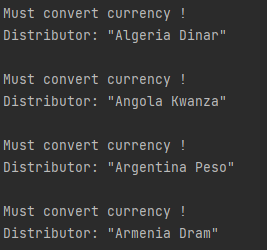 Must convert currency !
Distributor: "Algeria Dinar"
Must convert currency !
Distributor: "Angola Kwanza"
Must convert currency !
Distributor: "Argentina Peso"
Must convert currency !
Distributor: "Armenia Dram"